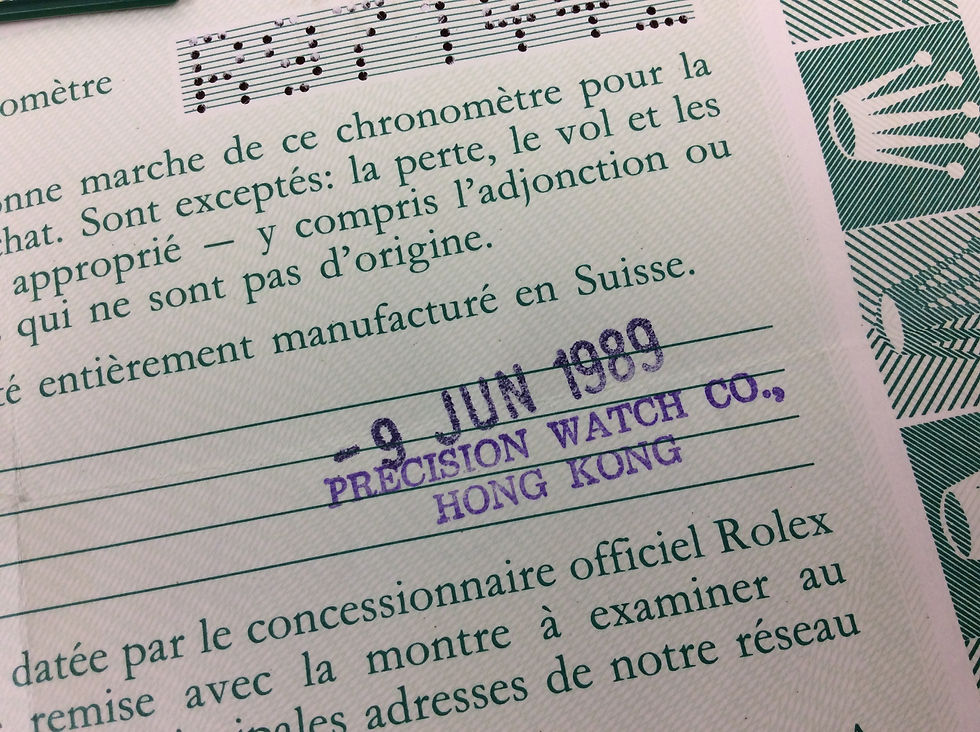 omètre
onne marche de ce chronomètre pour la
chat. Sont exceptés: la perte, le vol et les
approprié — y compris l'adjonction ou
qui ne sont pas d'origine.
té entièrement manufacturé en Suisse.
-9 JUN 1989
PRECISION WATCH CO.,
HONG KONG
datée par le concessionnaire officiel Rolex
remise avec la montre à examiner au
cipales adresses de notre réseau